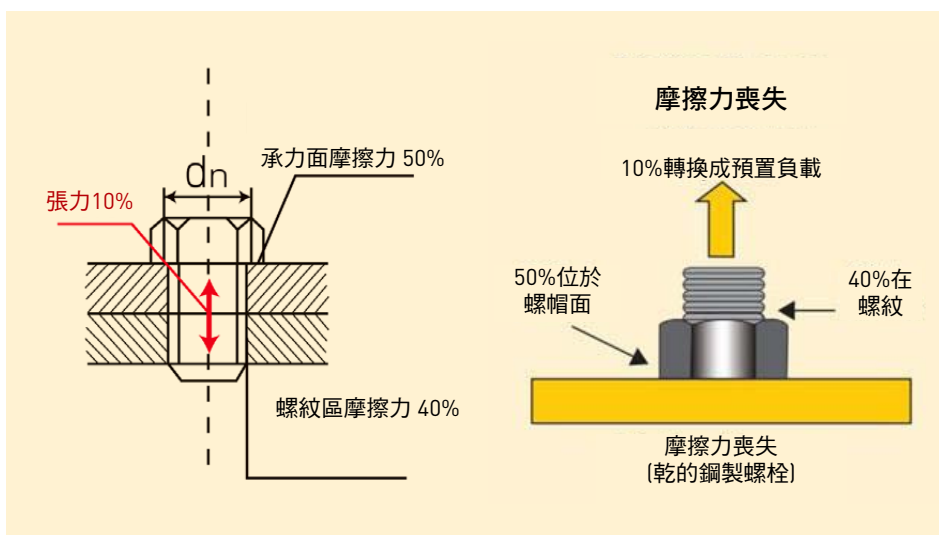 dn
承力面摩擦力 50%
張力10%
螺紋區摩擦力 40%
摩擦力喪失
10%轉換成預置負載
50%位於
螺帽面
40%在
螺紋
摩擦力喪失
(乾的鋼製螺栓)